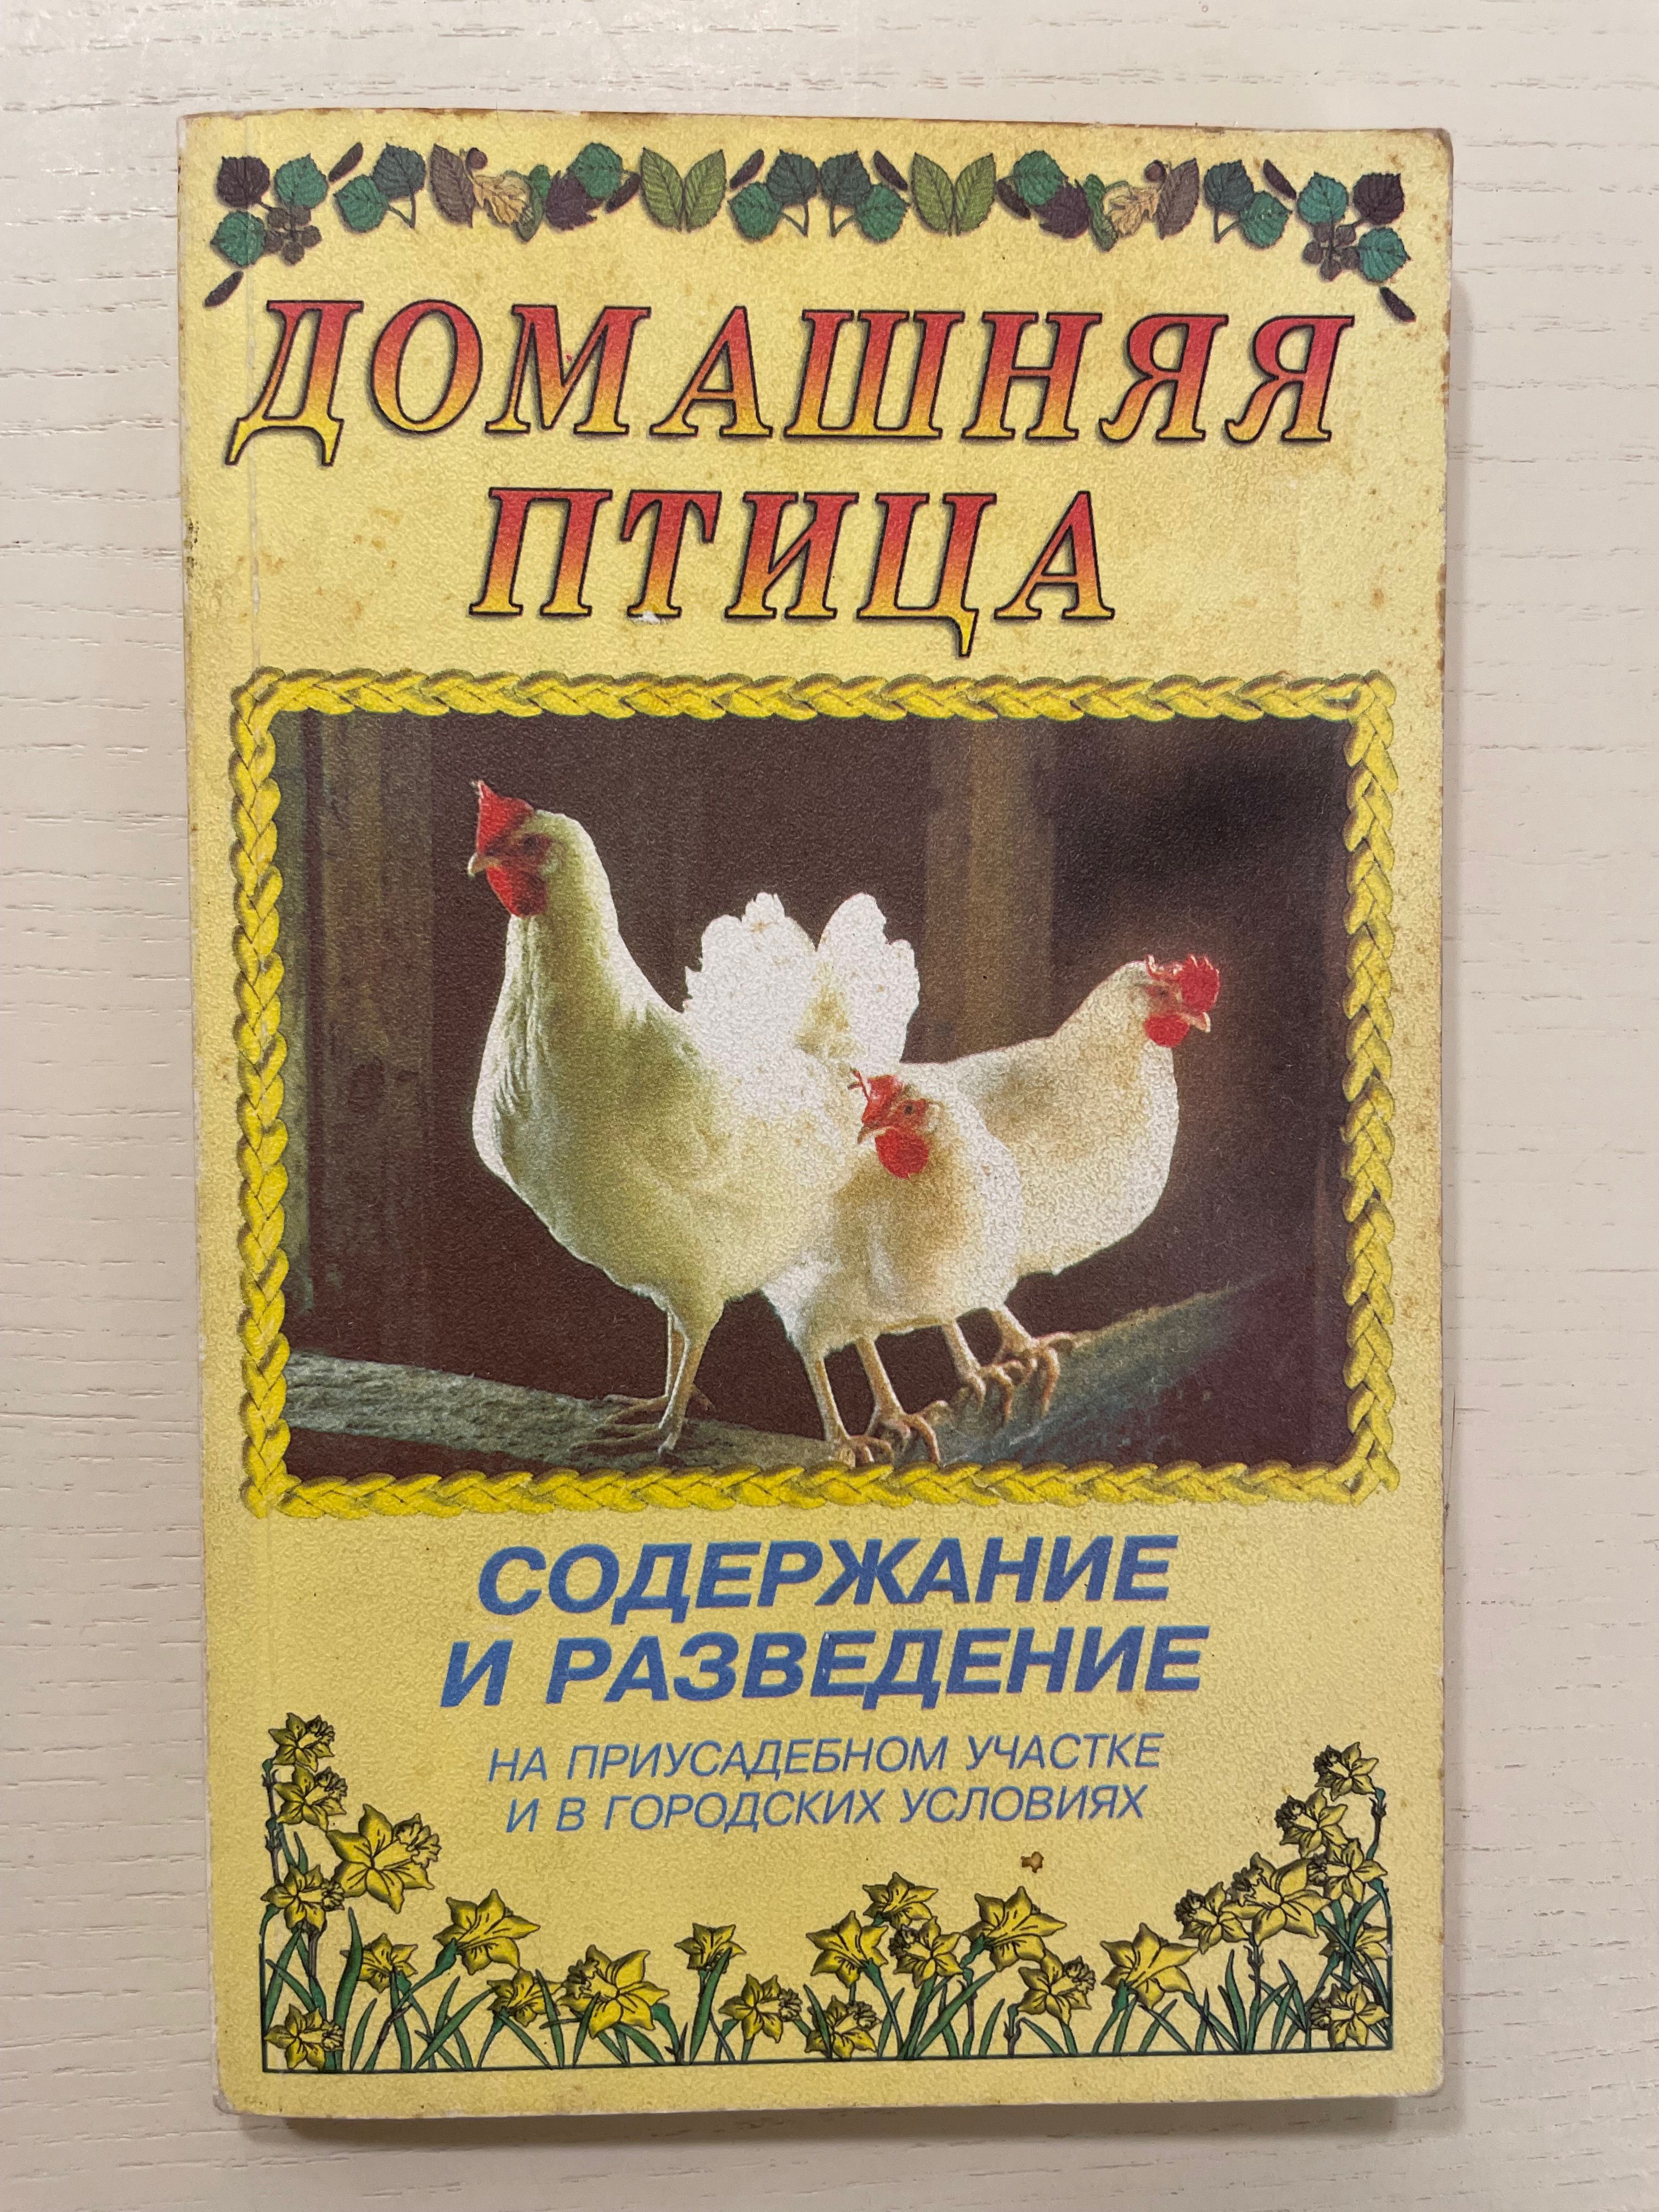 ДОМАШНЯЯ
ПТИЦА
СОДЕРЖАНИЕ
И РАЗВЕДЕНИЕ
НА ПРИУСАДЕБНОМ УЧАСТКЕ
И В ГОРОДСКИХ УСЛОВИЯХ